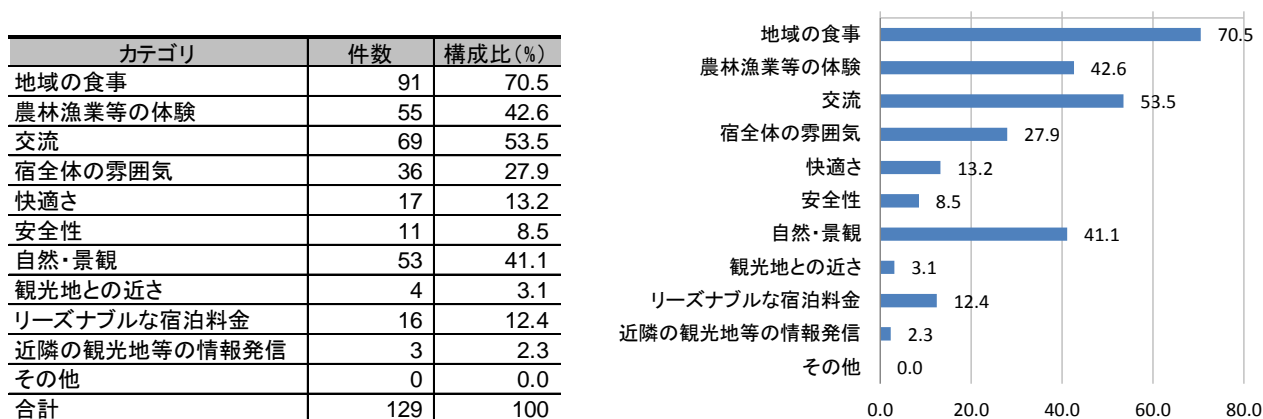 カテゴリ 件数 構成比(%)
地域の食事 91 70.5
農林漁業等の体験 55 42.6
交流 69 53.5
宿全体の雰囲気 36 27.9
快適さ 17 13.2
安全性 11 8.5
自然・景観 53 41.1
観光地との近さ 4 3.1
リーズナブルな宿泊料金 16 12.4
近隣の観光地等の情報発信 3 2.3
その他 0 0.0
合計 129 100
地域の食事 70.5
農林漁業等の体験 42.6
交流 53.5
宿全体の雰囲気 27.9
快適さ 13.2
安全性 8.5
自然・景観 41.1
観光地との近さ 3.1
リーズナブルな宿泊料金 12.4
近隣の観光地等の情報発信 2.3
その他 0.0
0.0 20.0 40.0 60.0 80.0